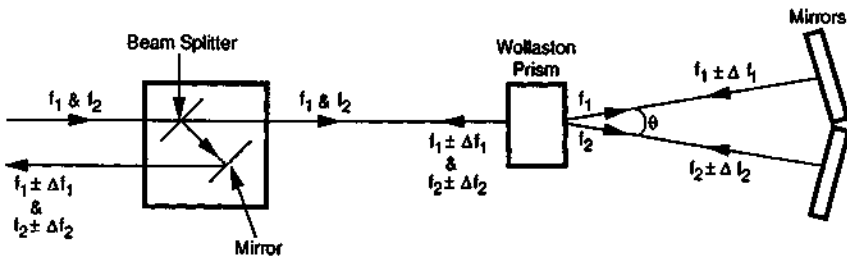 Beam Splitter
f1 & f2
f1 & f2
f1 ± Δf1
&
f2 ± Δf2
Mirror
f1 ± Δf1
&
f2 ± Δf2
Wollaston
Prism
f1
f2
θ
f1 ± Δ f1
f2 ± Δ f2
Mirrors